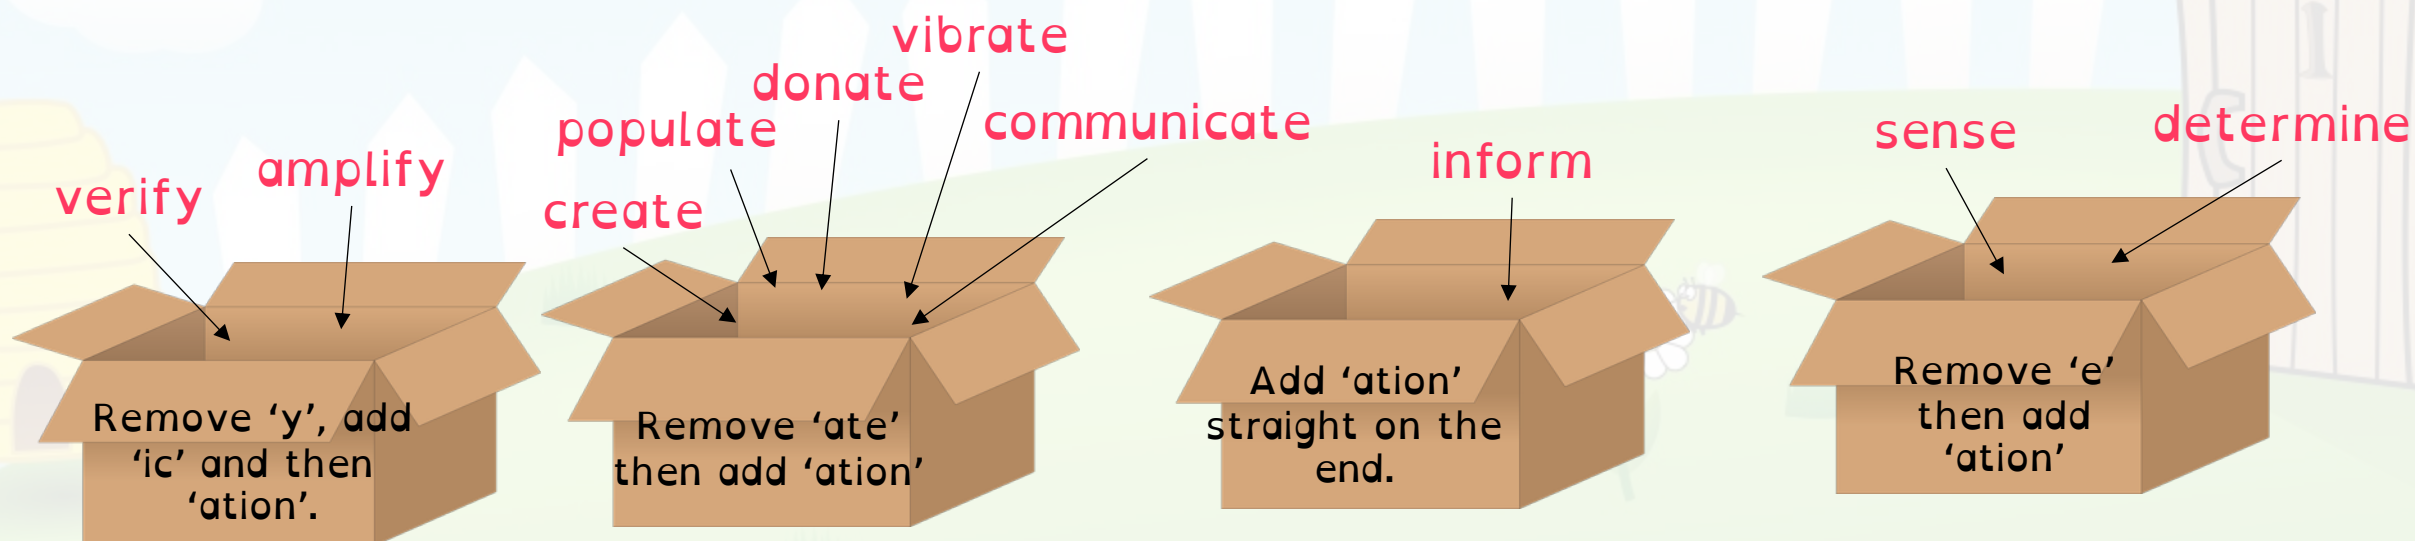 verify
amplify
Remove ‘y’, add
‘ic’ and then
‘ation’.
create
populate
donate
vibrate
communicate
Remove ‘ate’
then add ‘ation’
inform
Add ‘ation’
straight on the
end.
sense
determine
Remove ‘e’
then add
‘ation’
1